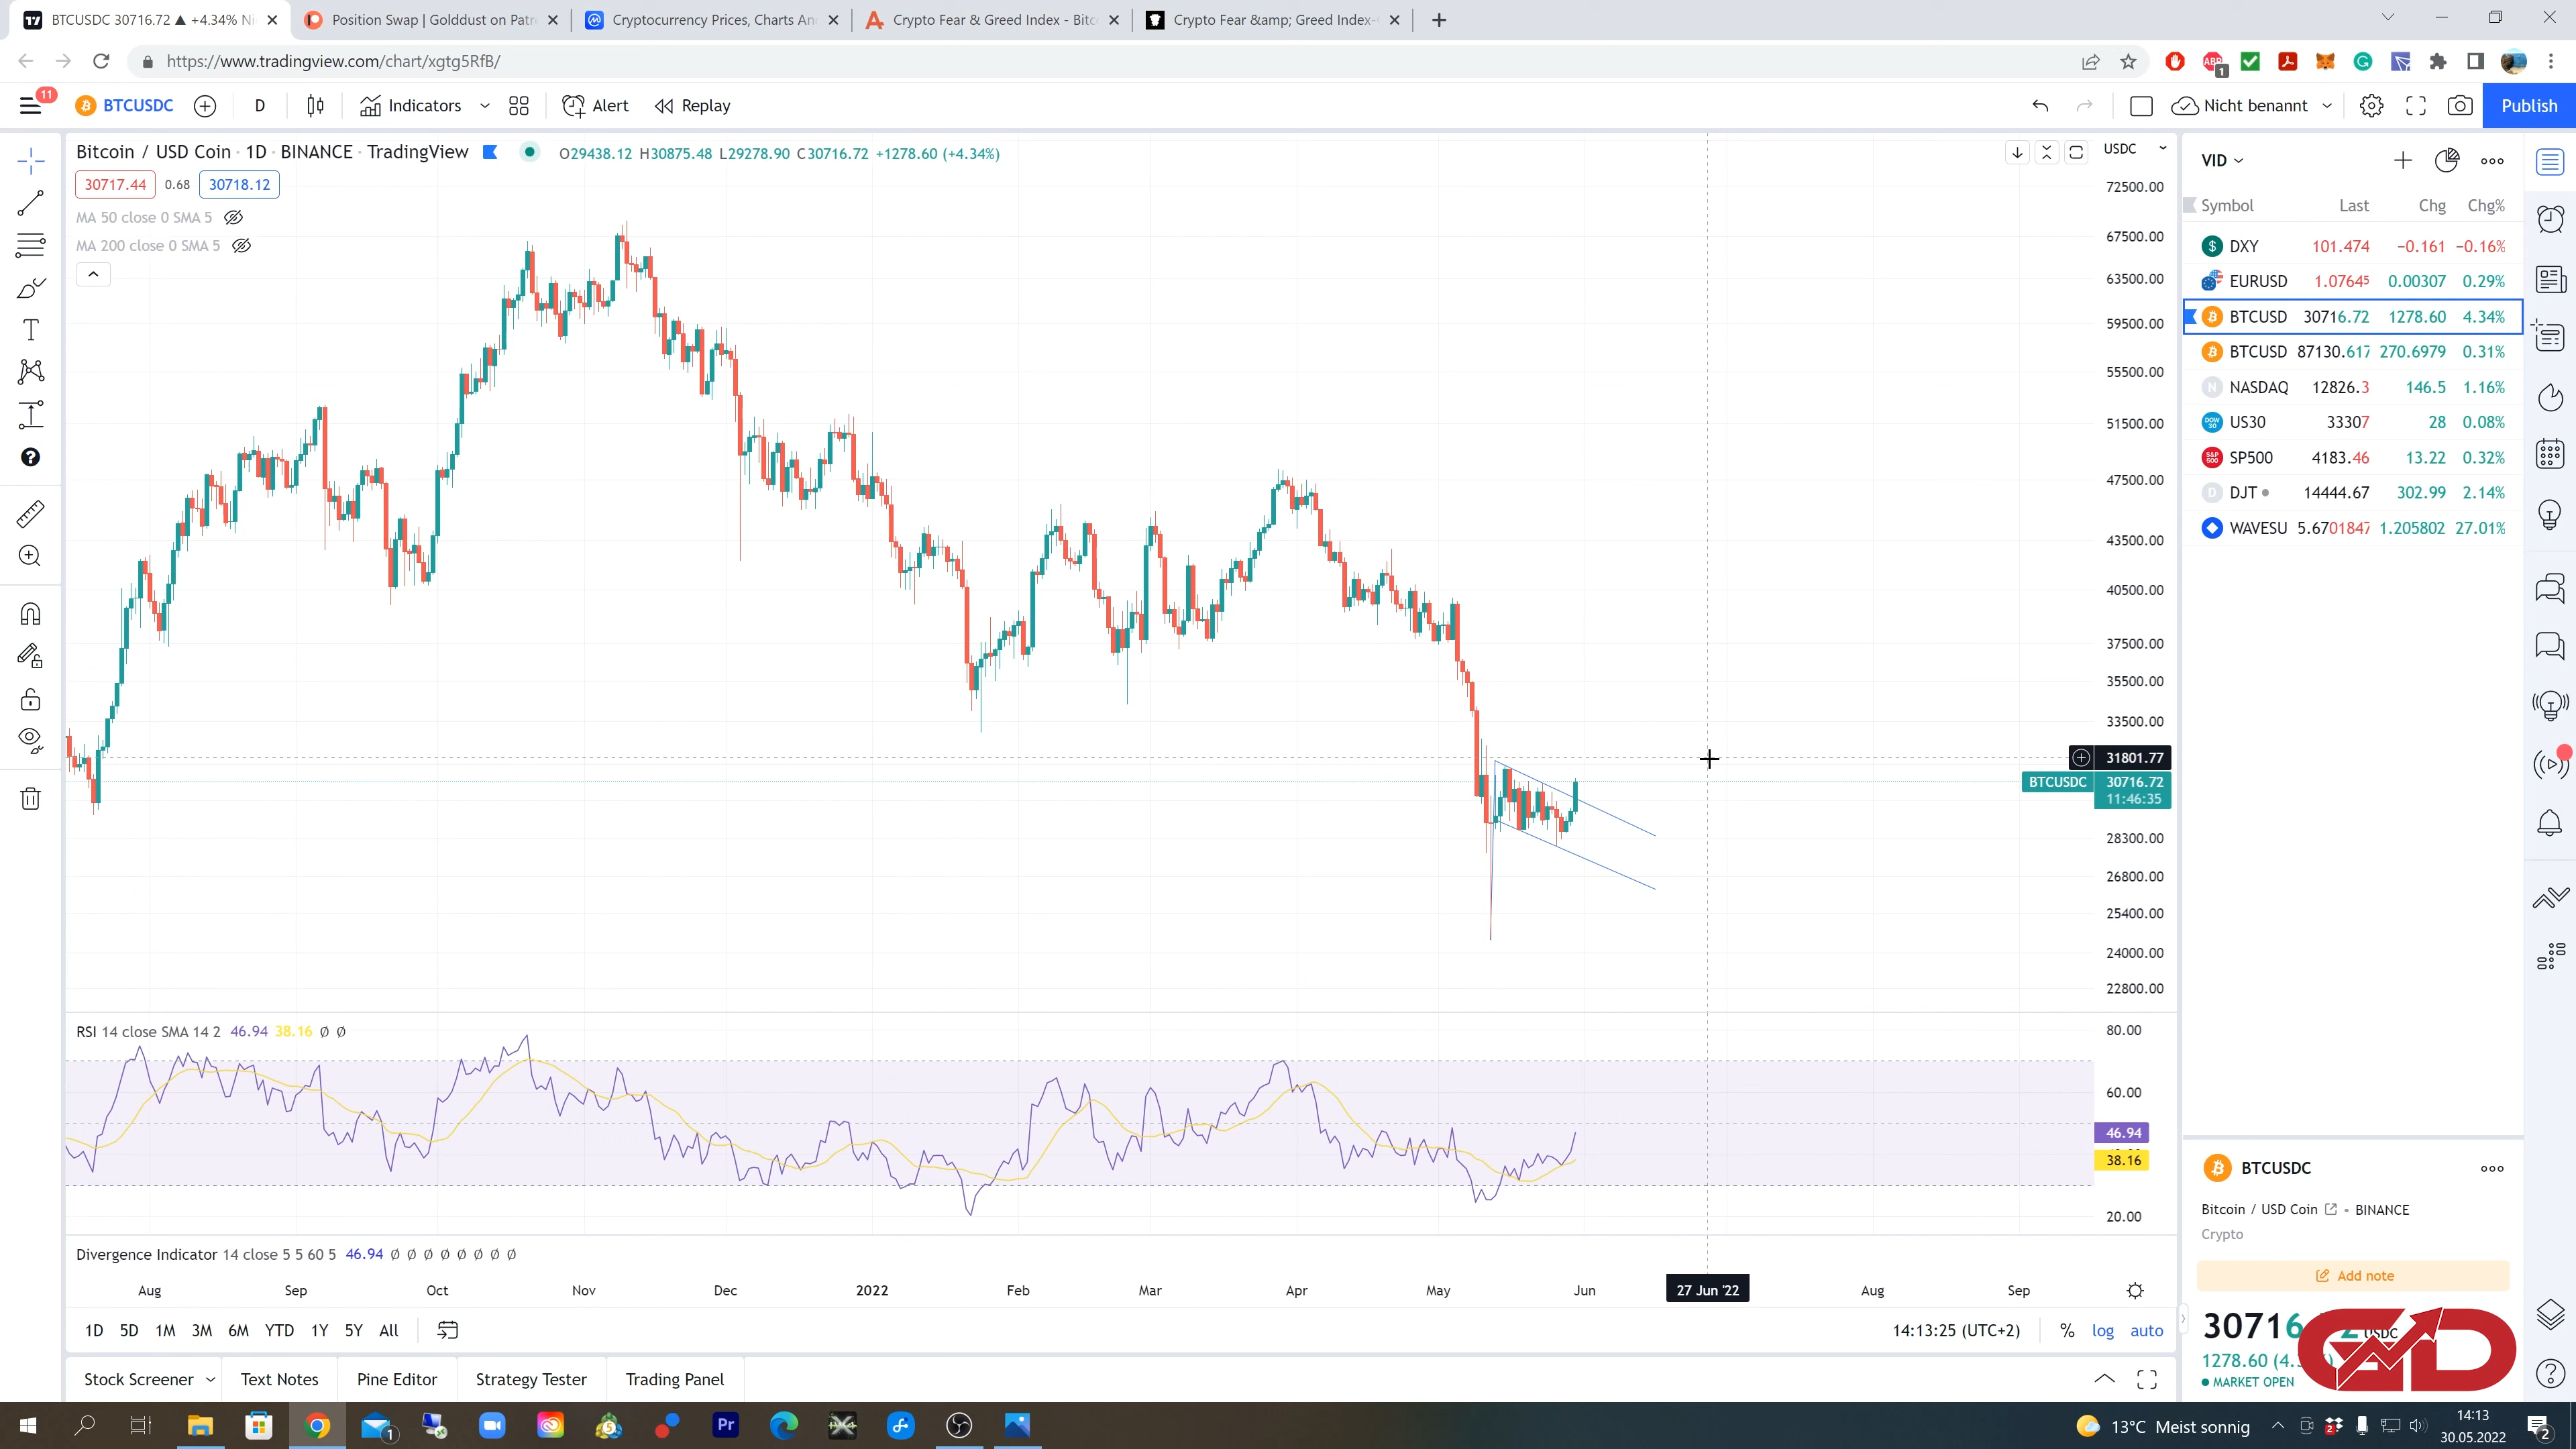 BTCUSDC 30716.72 ▲ +4.34% Ni
Position Swap | Golddust on Patr
Cryptocurrency Prices, Charts An
Crypto Fear & Greed Index - Bitc
Crypto Fear &amp; Greed Index-
https://www.tradingview.com/chart/xgtg5RfB/
ABP
1
11
BTCUSDC
D
Indicators
Alert
Replay
Nicht benannt
Publish
Bitcoin / USD Coin · 1D · BINANCE · TradingView
O29438.12 H30875.48 L29278.90 C30716.72 +1278.60 (+4.34%)
30717.44 0.68 30718.12
MA 50 close 0 SMA 5
MA 200 close 0 SMA 5
USDC
72500.00
67500.00
63500.00
59500.00
55500.00
51500.00
47500.00
43500.00
40500.00
37500.00
35500.00
33500.00
31801.77
BTCUSDC 30716.72
11:46:35
28300.00
26800.00
25400.00
24000.00
22800.00
RSI 14 close SMA 14 2 46.94 38.16 ∅ ∅
80.00
60.00
46.94
38.16
20.00
Divergence Indicator 14 close 5 5 60 5 46.94 ∅ ∅ ∅ ∅ ∅ ∅ ∅ ∅
Aug Sep Oct Nov Dec 2022 Feb Mar Apr May Jun 27 Jun '22 Aug Sep
1D 5D 1M 3M 6M YTD 1Y 5Y All
14:13:25 (UTC+2) % log auto
Stock Screener Text Notes Pine Editor Strategy Tester Trading Panel
VID
Symbol Last Chg Chg%
DXY 101.474 −0.161 −0.16%
EURUSD 1.07645 0.00307 0.29%
BTCUSD 30716.72 1278.60 4.34%
BTCUSD 87130.617 270.6979 0.31%
NASDAQ 12826.3 146.5 1.16%
US30 33307 28 0.08%
SP500 4183.46 13.22 0.32%
DJT 14444.67 302.99 2.14%
WAVESU 5.6701847 1.205802 27.01%
BTCUSDC
Bitcoin / USD Coin • BINANCE
Crypto
Add note
30716
USDC
1278.60 (4.
MARKET OPEN
GD
1
Pr
13°C Meist sonnig
2
14:13
30.05.2022
2